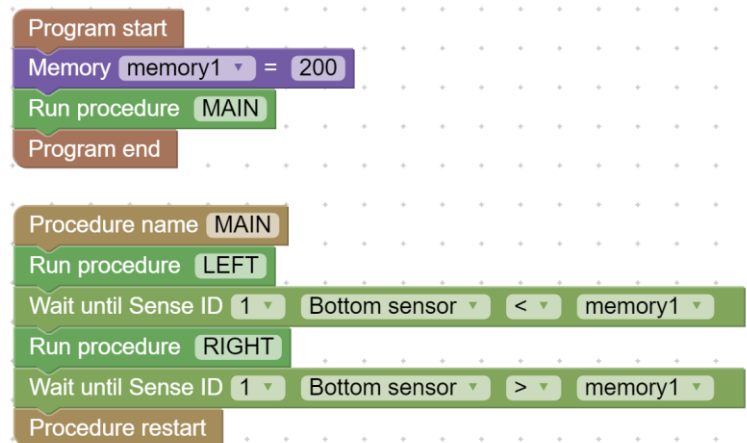 Program start
Memory memory1 = 200
Run procedure MAIN
Program end
Procedure name MAIN
Run procedure LEFT
Wait until Sense ID 1 Bottom sensor < memory1
Run procedure RIGHT
Wait until Sense ID 1 Bottom sensor > memory1
Procedure restart